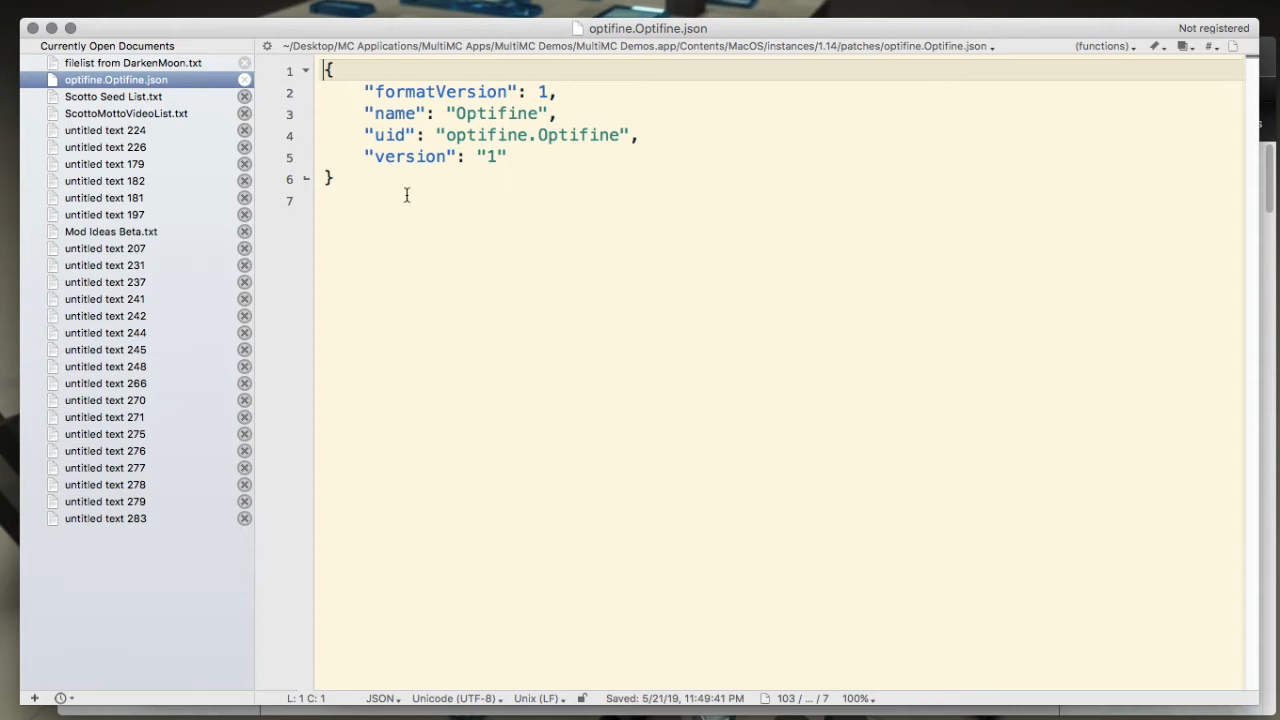 optifine.Optifine.json
Not registered
Currently Open Documents
~/Desktop/MC Applications/MultiMC Apps/MultiMC Demos/MultiMC Demos.app/Contents/MacOS/instances/1.14/patches/optifine.Optifine.json
(functions)
#
filelist from DarkenMoon.txt
optifine.Optifine.json
Scotto Seed List.txt
ScottoMottoVideoList.txt
untitled text 224
untitled text 226
untitled text 179
untitled text 182
untitled text 181
untitled text 197
Mod Ideas Beta.txt
untitled text 207
untitled text 231
untitled text 237
untitled text 241
untitled text 242
untitled text 244
untitled text 245
untitled text 248
untitled text 266
untitled text 270
untitled text 271
untitled text 275
untitled text 276
untitled text 277
untitled text 278
untitled text 279
untitled text 283
1 {
2 "formatVersion": 1,
3 "name": "Optifine",
4 "uid": "optifine.Optifine",
5 "version": "1"
6 }
7
L: 1 C: 1
JSON
Unicode (UTF-8)
Unix (LF)
Saved: 5/21/19, 11:49:41 PM
103 / ... / 7
100%